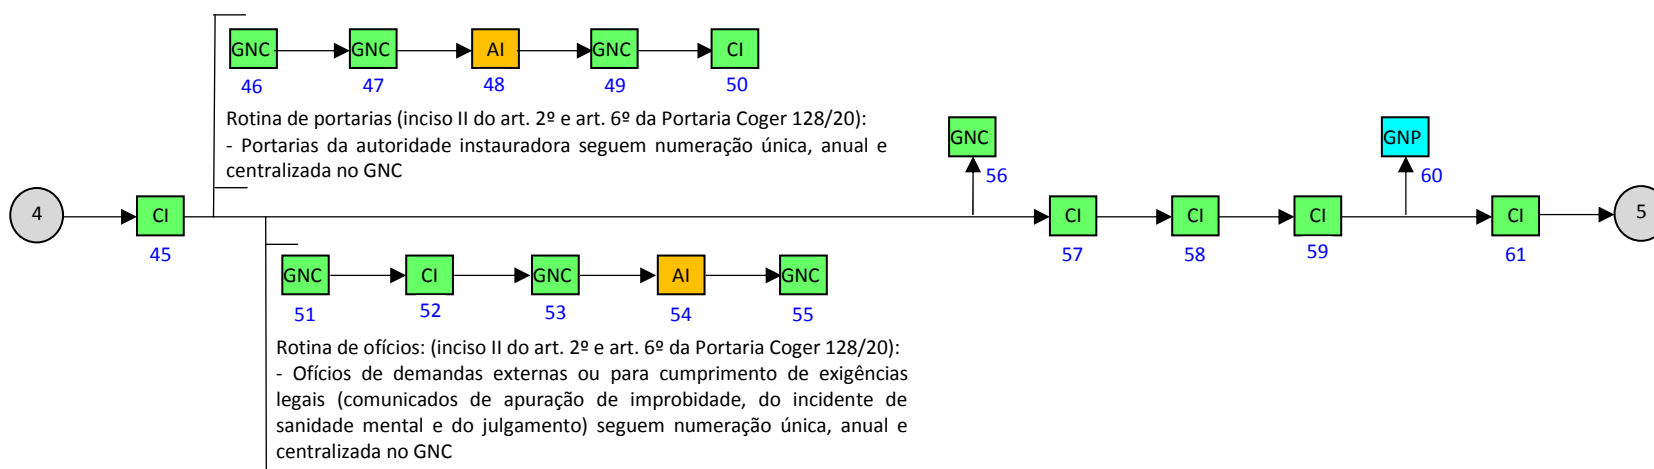 GNC GNC AI GNC CI
46 47 48 49 50
Rotina de portarias (inciso II do art. 2º e art. 6º da Portaria Coger 128/20):
- Portarias da autoridade instauradora seguem numeração única, anual e
centralizada no GNC
GNC GNP
56 60
4 CI CI CI CI CI 5
45 57 58 59 61
GNC CI GNC AI GNC
51 52 53 54 55
Rotina de ofícios: (inciso II do art. 2º e art. 6º da Portaria Coger 128/20):
- Ofícios de demandas externas ou para cumprimento de exigências
legais (comunicados de apuração de improbidade, do incidente de
sanidade mental e do julgamento) seguem numeração única, anual e
centralizada no GNC